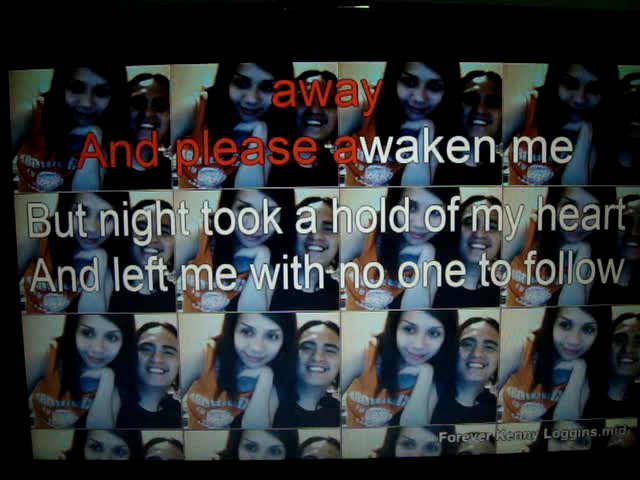 away
And please awaken me
But night took a hold of my heart
And left me with no one to follow
Forever Kenny Loggins.mid